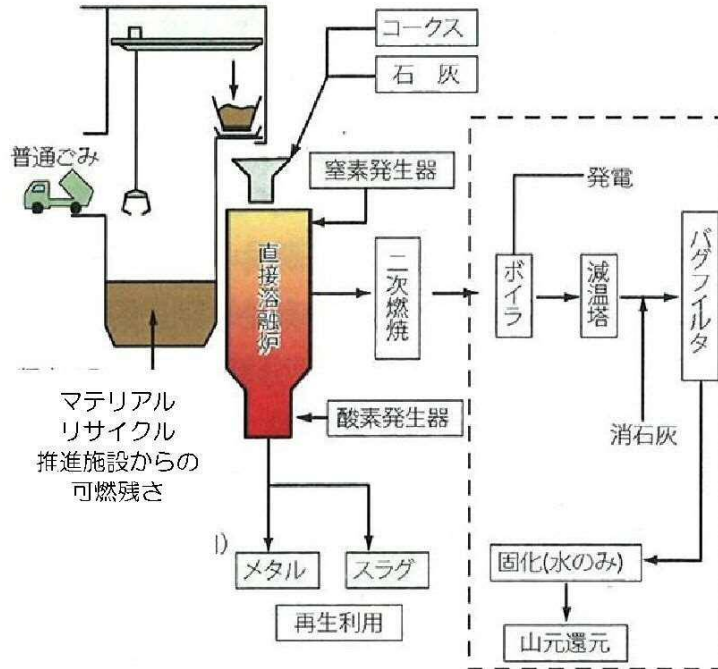 コークス
石 灰
普通ごみ
窒素発生器
発電
直接溶融炉
二次燃焼
ボイラ
減温塔
バグフイルタ
マテリアル
リサイクル
推進施設からの
可燃残さ
酸素発生器
消石灰
メタル
スラグ
固化(水のみ)
再生利用
山元還元